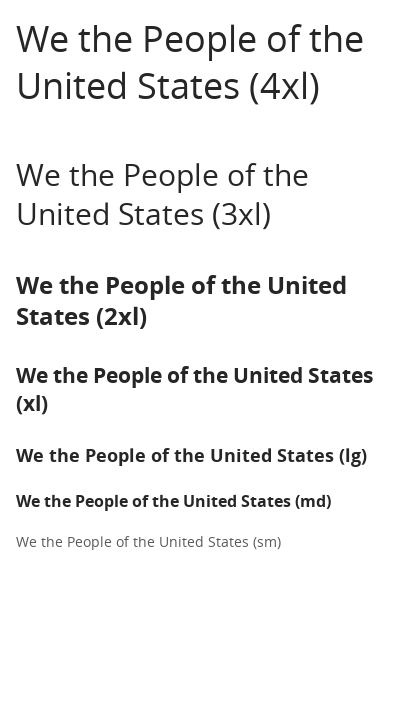 We the People of the
United States (4xl)
We the People of the
United States (3xl)
We the People of the United
States (2xl)
We the People of the United States
(xl)
We the People of the United States (lg)
We the People of the United States (md)
We the People of the United States (sm)